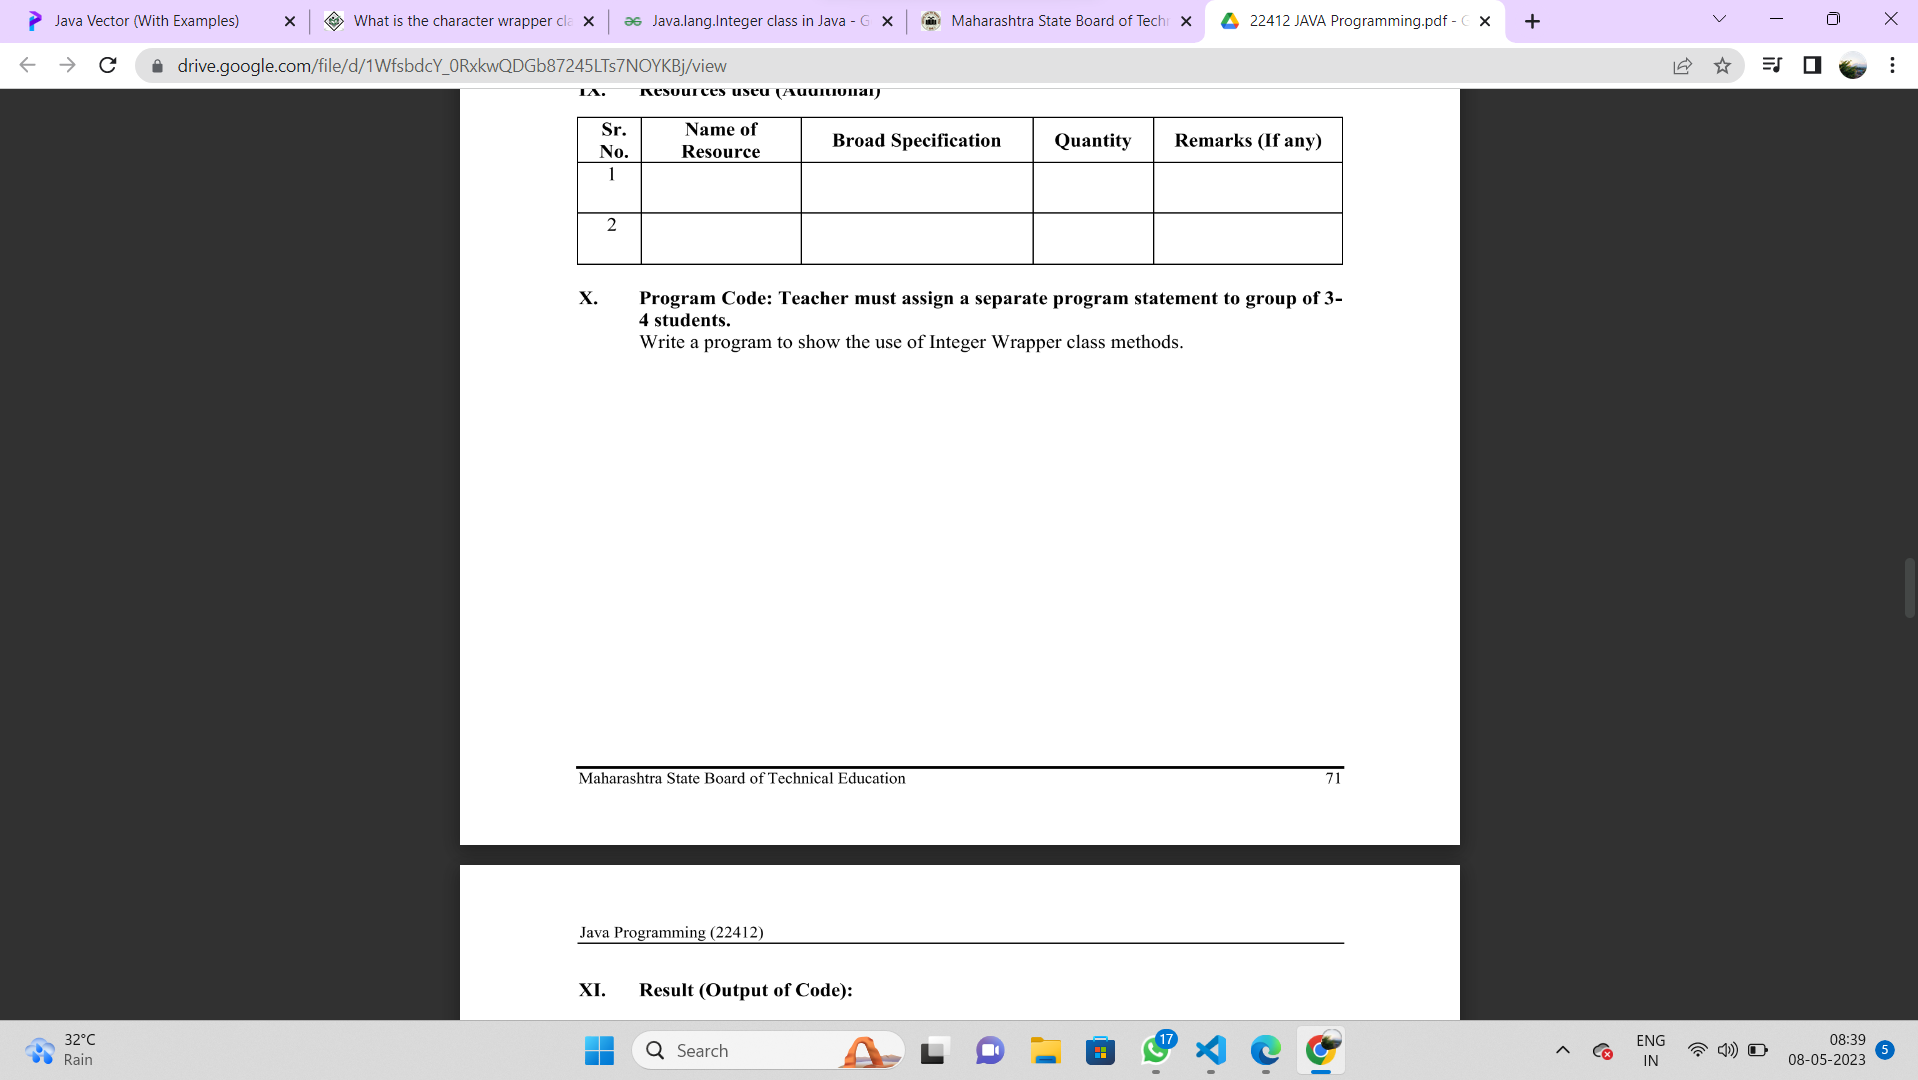 Java Vector (With Examples)
What is the character wrapper cla
Java.lang.Integer class in Java - G
Maharashtra State Board of Techn
22412 JAVA Programming.pdf - G
drive.google.com/file/d/1WfsbdcY_0RxkwQDGb87245LTs7NOYKBj/view
IX. Resources used (Additional)
Sr. No. Name of Resource Broad Specification Quantity Remarks (If any)
1
2
X. Program Code: Teacher must assign a separate program statement to group of 3-
4 students.
Write a program to show the use of Integer Wrapper class methods.
Maharashtra State Board of Technical Education 71
Java Programming (22412)
XI. Result (Output of Code):
32°C
Rain
Search
17
ENG
IN
08:39
08-05-2023
5